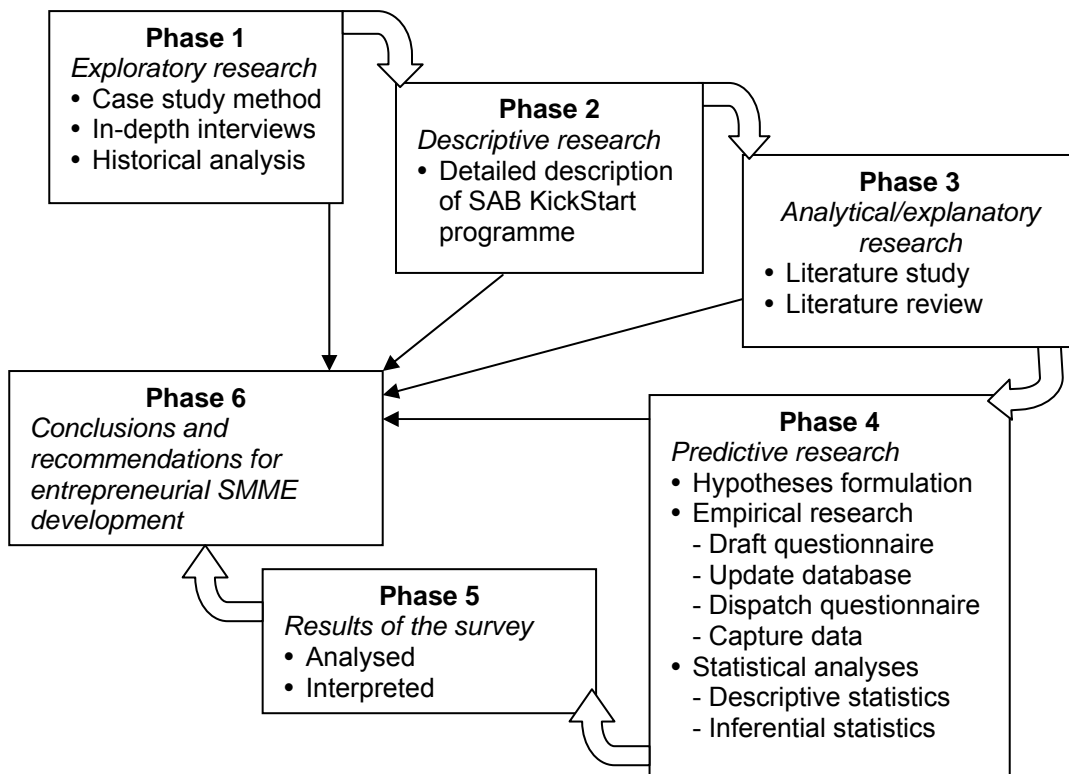 Phase 1
Exploratory research
• Case study method
• In-depth interviews
• Historical analysis
Phase 2
Descriptive research
• Detailed description
of SAB KickStart
programme
Phase 3
Analytical/explanatory
research
• Literature study
• Literature review
Phase 4
Predictive research
• Hypotheses formulation
• Empirical research
- Draft questionnaire
- Update database
- Dispatch questionnaire
- Capture data
• Statistical analyses
- Descriptive statistics
- Inferential statistics
Phase 5
Results of the survey
• Analysed
• Interpreted
Phase 6
Conclusions and
recommendations for
entrepreneurial SMME
development